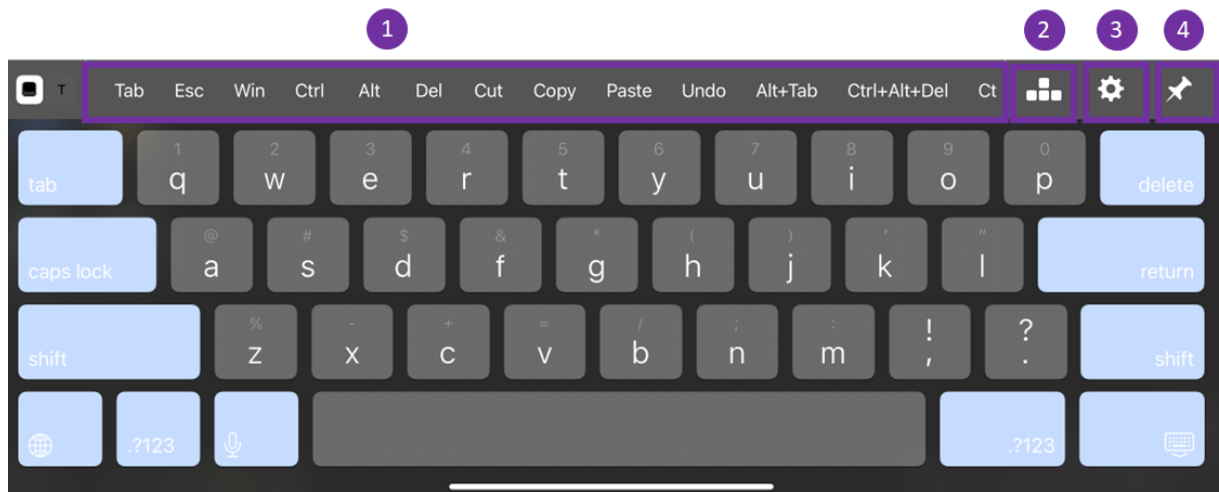 1 2 3 4
T Tab Esc Win Ctrl Alt Del Cut Copy Paste Undo Alt+Tab Ctrl+Alt+Del Ct
1 2 3 4 5 6 7 8 9 0
tab q w e r t y u i o p delete
@ # $ & * ( ) ' "
caps lock a s d f g h j k l return
% - + = / ; : ! ?
shift z x c v b n m , . shift
.?123 .?123